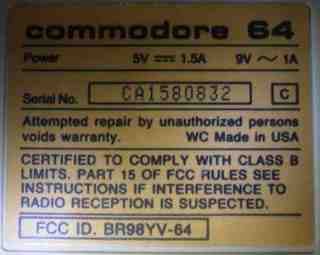 commodore 64
Power 5V ⎓ 1.5A 9V ∼ 1A
Serial No. CA1580832 C
Attempted repair by unauthorized persons
voids warranty. WC Made in USA
CERTIFIED TO COMPLY WITH CLASS B
LIMITS. PART 15 OF FCC RULES SEE
INSTRUCTIONS IF INTERFERENCE TO
RADIO RECEPTION IS SUSPECTED.
FCC ID. BR98YV-64